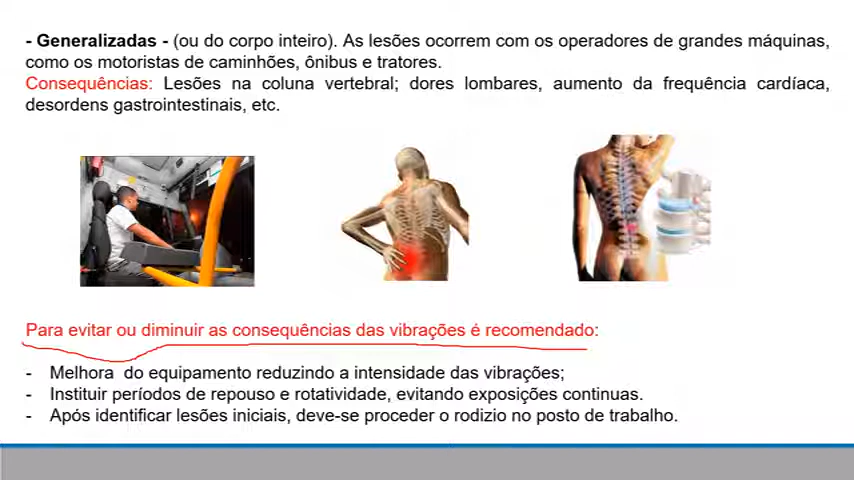 - Generalizadas - (ou do corpo inteiro). As lesões ocorrem com os operadores de grandes máquinas,
como os motoristas de caminhões, ônibus e tratores.
Consequências: Lesões na coluna vertebral; dores lombares, aumento da frequência cardíaca,
desordens gastrointestinais, etc.
Para evitar ou diminuir as consequências das vibrações é recomendado:
- Melhora do equipamento reduzindo a intensidade das vibrações;
- Instituir períodos de repouso e rotatividade, evitando exposições continuas.
- Após identificar lesões iniciais, deve-se proceder o rodizio no posto de trabalho.